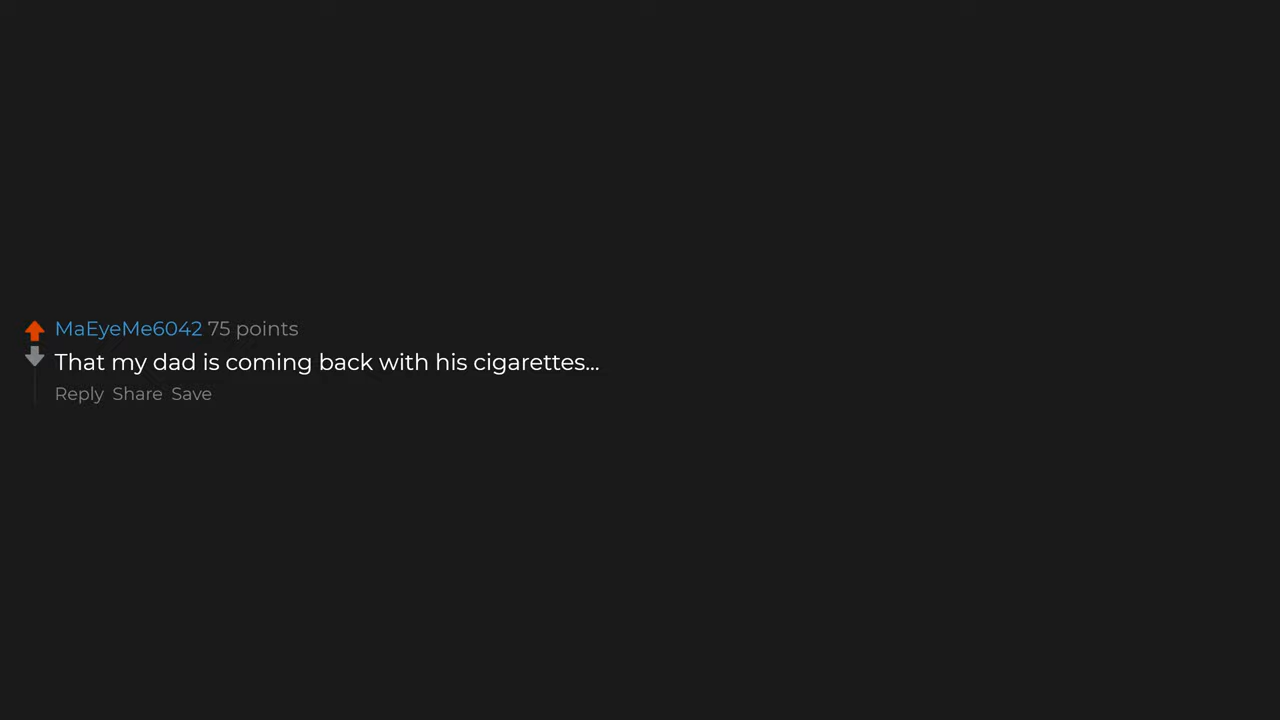 MaEyeMe6042 75 points
That my dad is coming back with his cigarettes...
Reply Share Save